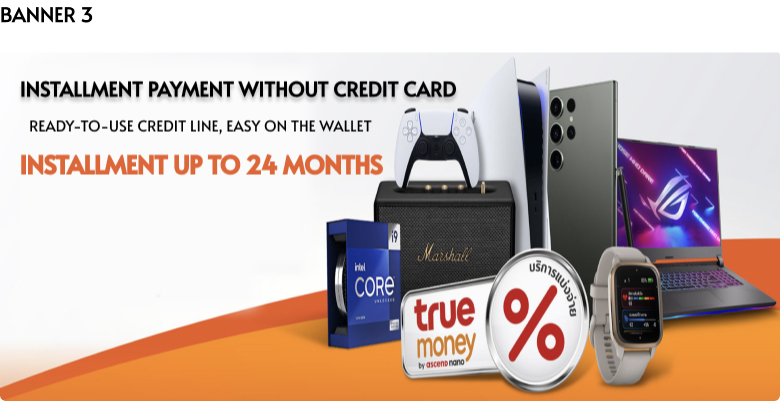 BANNER 3
INSTALLMENT PAYMENT WITHOUT CREDIT CARD
READY-TO-USE CREDIT LINE, EASY ON THE WALLET
INSTALLMENT UP TO 24 MONTHS
Marshall
i9
intel
CORE
true
money
by ascend nano
บริการแบ่งจ่าย
%